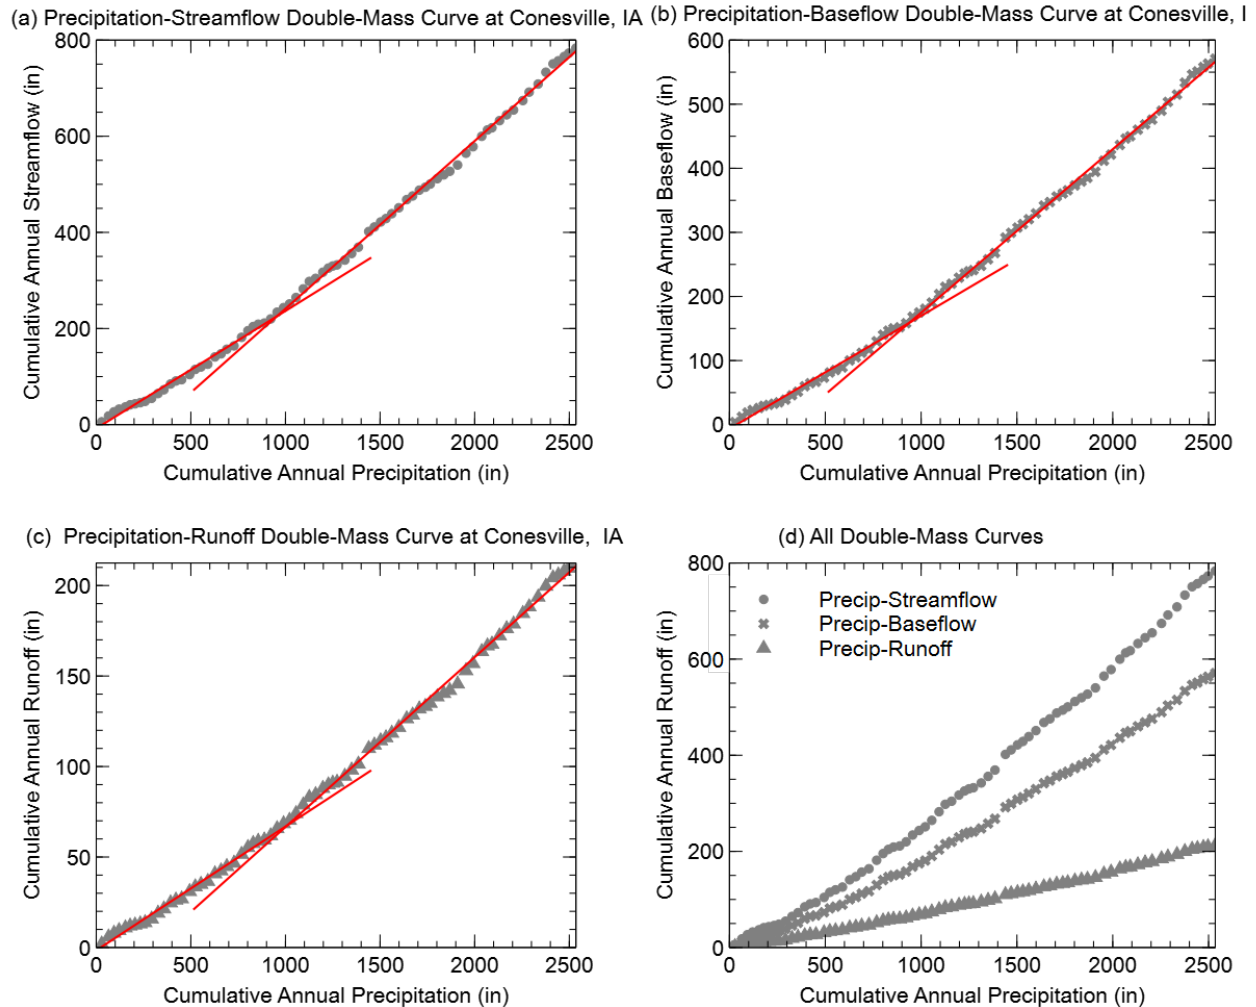 (a) Precipitation-Streamflow Double-Mass Curve at Conesville, IA
800
600
400
200
0
Cumulative Annual Streamflow (in)
0 500 1000 1500 2000 2500
Cumulative Annual Precipitation (in)
(b) Precipitation-Baseflow Double-Mass Curve at Conesville, I
600
500
400
300
200
100
0
Cumulative Annual Baseflow (in)
0 500 1000 1500 2000 2500
Cumulative Annual Precipitation (in)
(c) Precipitation-Runoff Double-Mass Curve at Conesville, IA
200
150
100
50
0
Cumulative Annual Runoff (in)
0 500 1000 1500 2000 2500
Cumulative Annual Precipitation (in)
(d) All Double-Mass Curves
800
600
400
200
0
Cumulative Annual Runoff (in)
Precip-Streamflow
Precip-Baseflow
Precip-Runoff
0 500 1000 1500 2000 2500
Cumulative Annual Precipitation (in)